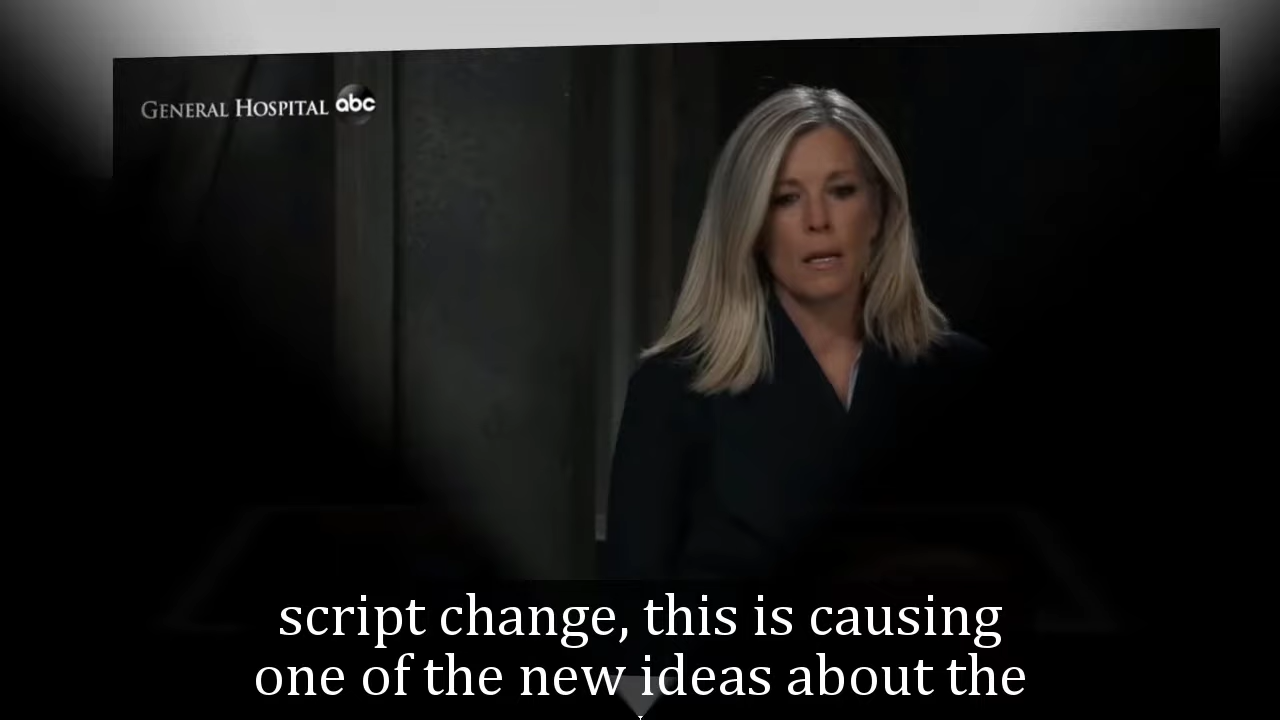 GENERAL HOSPITAL abc
script change, this is causing
one of the new ideas about the